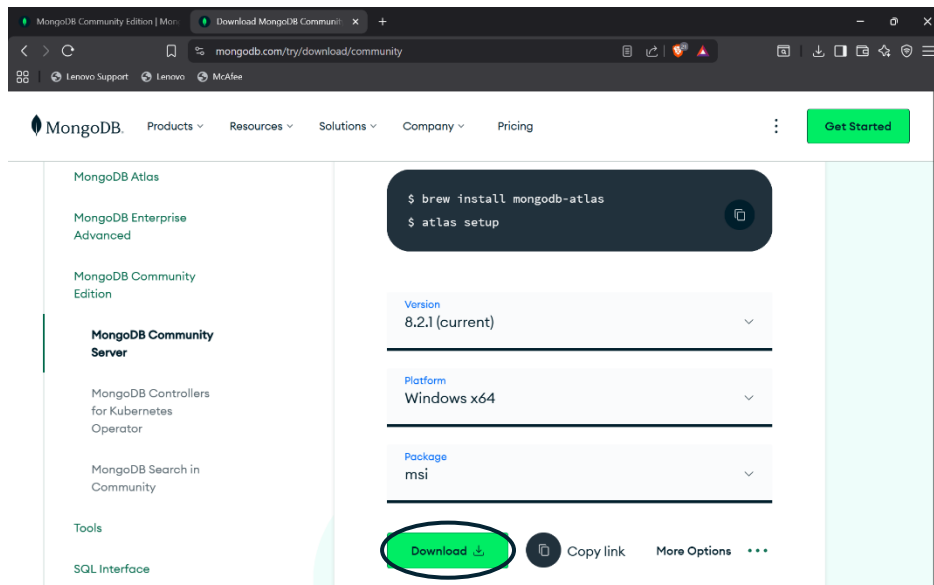 MongoDB Community Edition | Mon
Download MongoDB Communit
mongodb.com/try/download/community
Lenovo Support
Lenovo
McAfee
MongoDB.
Products
Resources
Solutions
Company
Pricing
Get Started
MongoDB Atlas
MongoDB Enterprise
Advanced
MongoDB Community
Edition
MongoDB Community
Server
MongoDB Controllers
for Kubernetes
Operator
MongoDB Search in
Community
Tools
SQL Interface
$ brew install mongodb-atlas
$ atlas setup
Version
8.2.1 (current)
Platform
Windows x64
Package
msi
Download
Copy link
More Options